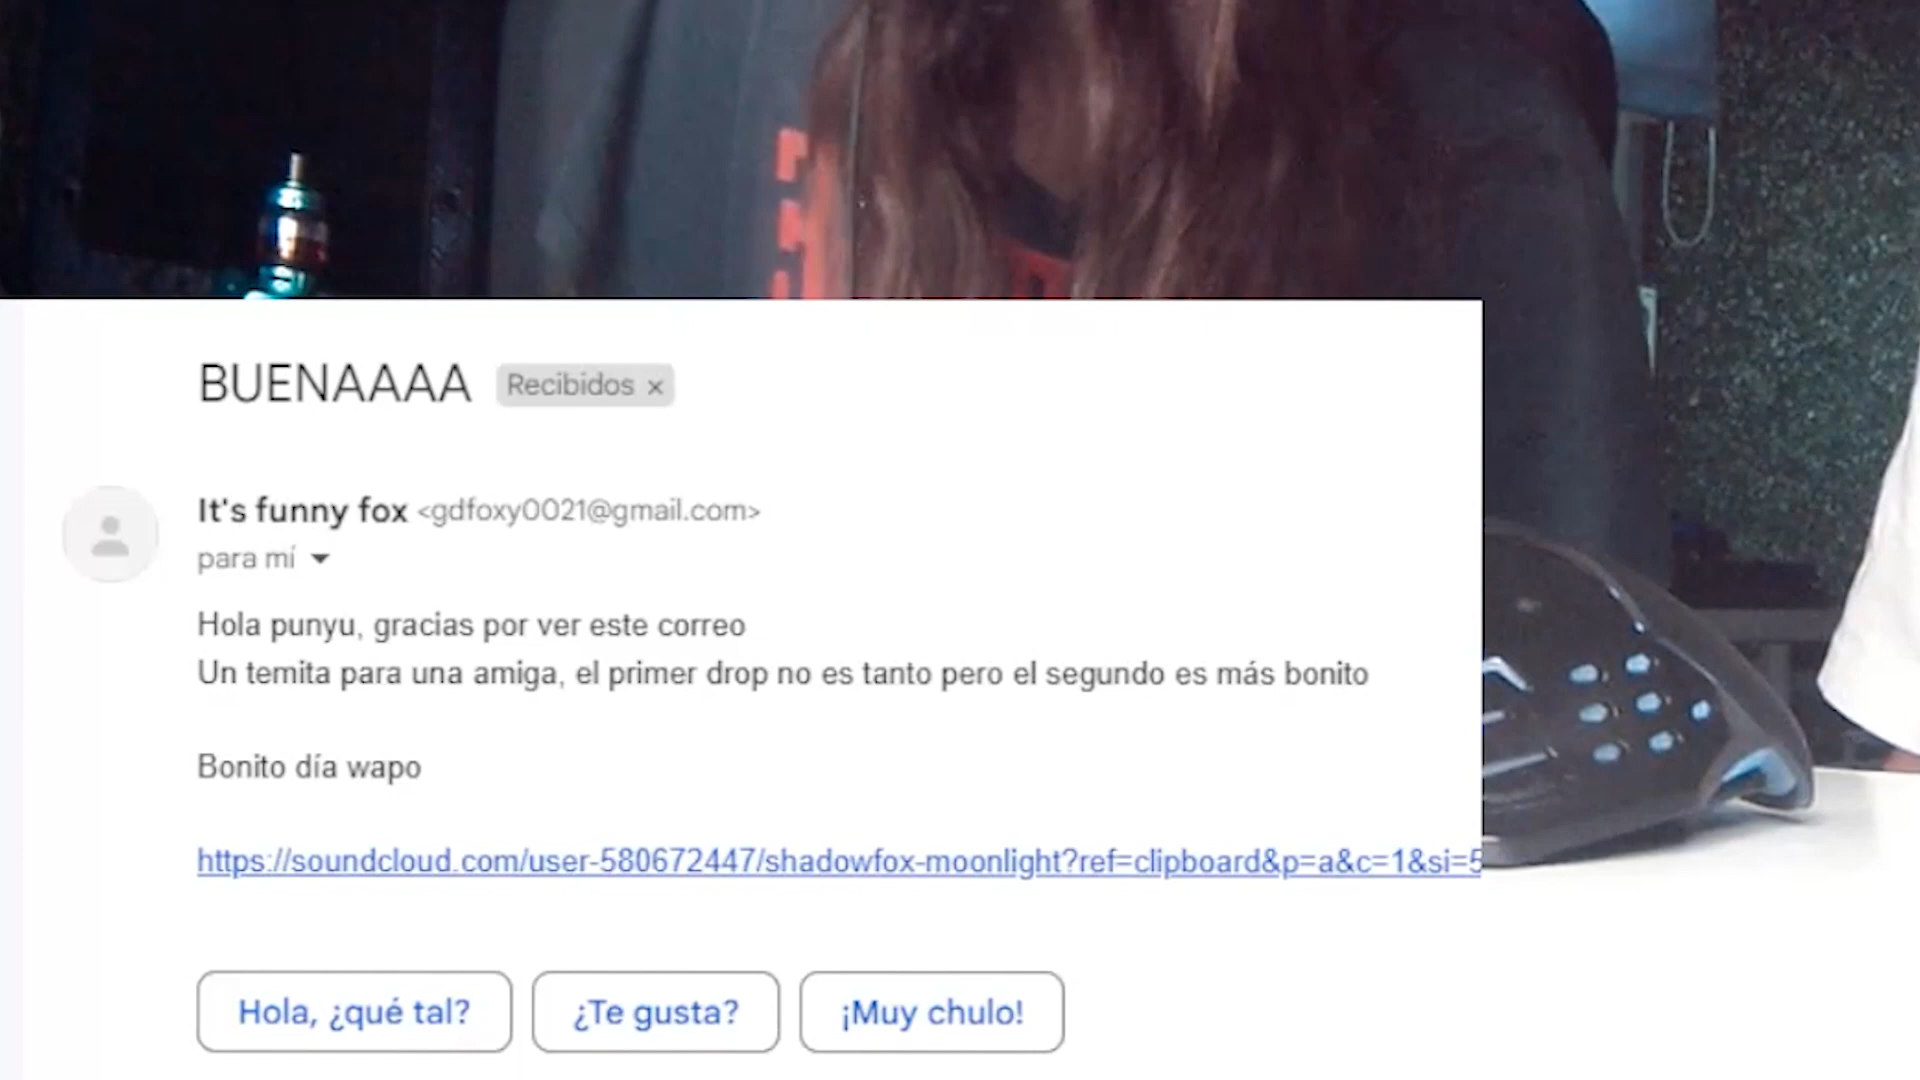 BUENAAAA Recibidos ×
It's funny fox <gdfoxy0021@gmail.com>
para mí
Hola punyu, gracias por ver este correo
Un temita para una amiga, el primer drop no es tanto pero el segundo es más bonito
Bonito día wapo
https://soundcloud.com/user-580672447/shadowfox-moonlight?ref=clipboard&p=a&c=1&si=5
Hola, ¿qué tal? ¿Te gusta? ¡Muy chulo!